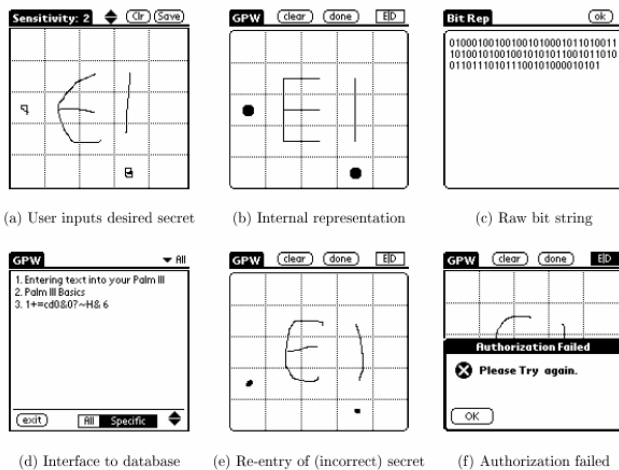 Sensitivity: 2 Clr Save
GPW clear done E|D
Bit Rep ok
010001001001001010001011010011
101001010010010101011001011010
011011101011100101000010101
(a) User inputs desired secret
(b) Internal representation
(c) Raw bit string
GPW All
1. Entering text into your Palm III
2. Palm III Basics
3. 1+=cd0&0?~H& 6
exit All Specific
GPW clear done E|D
GPW clear done E|D
Authorization Failed
Please Try again.
OK
(d) Interface to database
(e) Re-entry of (incorrect) secret
(f) Authorization failed